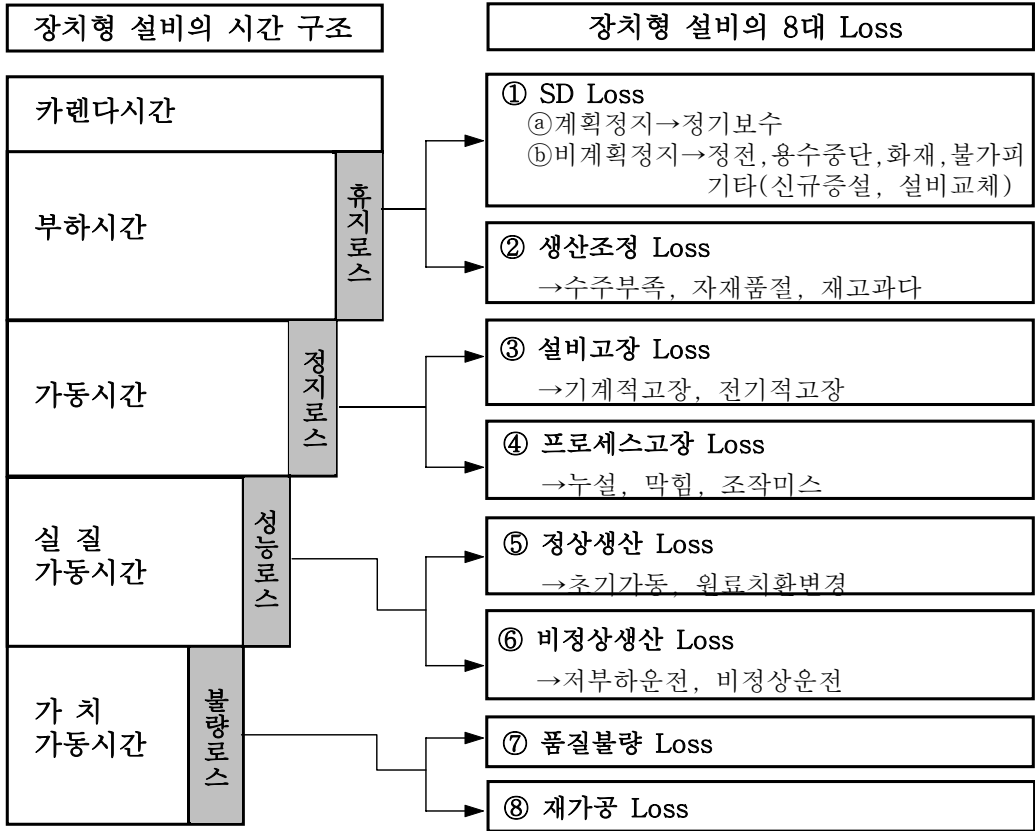 장치형 설비의 시간 구조
장치형 설비의 8대 Loss
카렌다시간
부하시간
휴지로스
가동시간
정지로스
실 질
가동시간
성능로스
가 치
가동시간
불량로스
① SD Loss
ⓐ계획정지→정기보수
ⓑ비계획정지→정전,용수중단,화재,불가피
기타(신규증설, 설비교체)
② 생산조정 Loss
→수주부족, 자재품절, 재고과다
③ 설비고장 Loss
→기계적고장, 전기적고장
④ 프로세스고장 Loss
→누설, 막힘, 조작미스
⑤ 정상생산 Loss
→초기가동, 원료치환변경
⑥ 비정상생산 Loss
→저부하운전, 비정상운전
⑦ 품질불량 Loss
⑧ 재가공 Loss